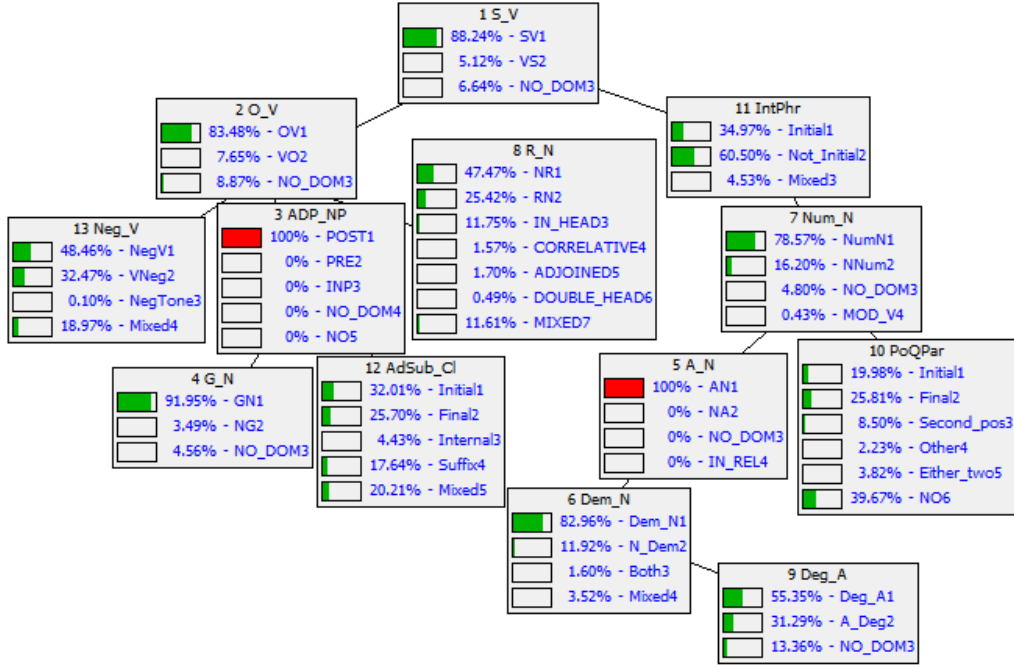 1 S_V
88.24% - SV1
5.12% - VS2
6.64% - NO_DOM3
2 O_V
83.48% - OV1
7.65% - VO2
8.87% - NO_DOM3
11 IntPhr
34.97% - Initial1
60.50% - Not_Initial2
4.53% - Mixed3
8 R_N
47.47% - NR1
25.42% - RN2
11.75% - IN_HEAD3
1.57% - CORRELATIVE4
1.70% - ADJOINED5
0.49% - DOUBLE_HEAD6
11.61% - MIXED7
13 Neg_V
48.46% - NegV1
32.47% - VNeg2
0.10% - NegTone3
18.97% - Mixed4
3 ADP_NP
100% - POST1
0% - PRE2
0% - INP3
0% - NO_DOM4
0% - NO5
7 Num_N
78.57% - NumN1
16.20% - NNum2
4.80% - NO_DOM3
0.43% - MOD_V4
4 G_N
91.95% - GN1
3.49% - NG2
4.56% - NO_DOM3
12 AdSub_Cl
32.01% - Initial1
25.70% - Final2
4.43% - Internal3
17.64% - Suffix4
20.21% - Mixed5
5 A_N
100% - AN1
0% - NA2
0% - NO_DOM3
0% - IN_REL4
10 PoQPar
19.98% - Initial1
25.81% - Final2
8.50% - Second_pos3
2.23% - Other4
3.82% - Either_two5
39.67% - NO6
6 Dem_N
82.96% - Dem_N1
11.92% - N_Dem2
1.60% - Both3
3.52% - Mixed4
9 Deg_A
55.35% - Deg_A1
31.29% - A_Deg2
13.36% - NO_DOM3